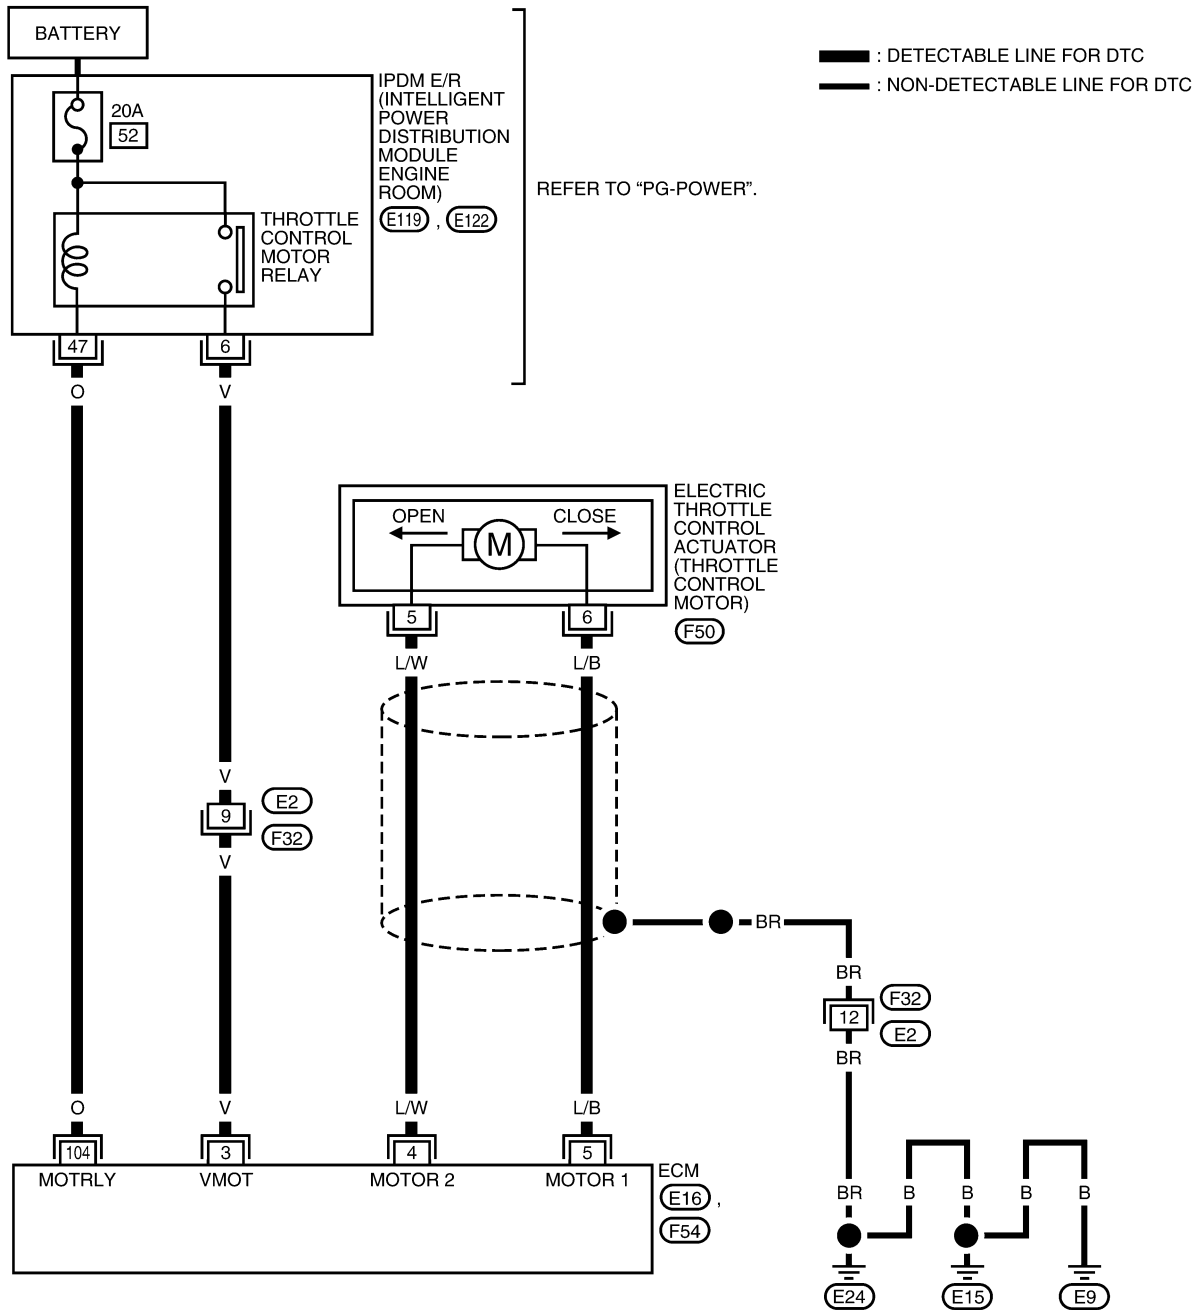 BATTERY
20A
52
IPDM E/R
(INTELLIGENT
POWER
DISTRIBUTION
MODULE
ENGINE
ROOM)
E119 , E122
THROTTLE
CONTROL
MOTOR
RELAY
REFER TO “PG-POWER”.
: DETECTABLE LINE FOR DTC
: NON-DETECTABLE LINE FOR DTC
47
6
O
V
OPEN
CLOSE
M
ELECTRIC
THROTTLE
CONTROL
ACTUATOR
(THROTTLE
CONTROL
MOTOR)
F50
5
6
L/W
L/B
V
9
E2
F32
V
BR
BR
12
F32
E2
BR
O
V
L/W
L/B
104
3
4
5
MOTRLY
VMOT
MOTOR 2
MOTOR 1
ECM
E16 ,
F54
BR
B
B
B
B
E24
E15
E9